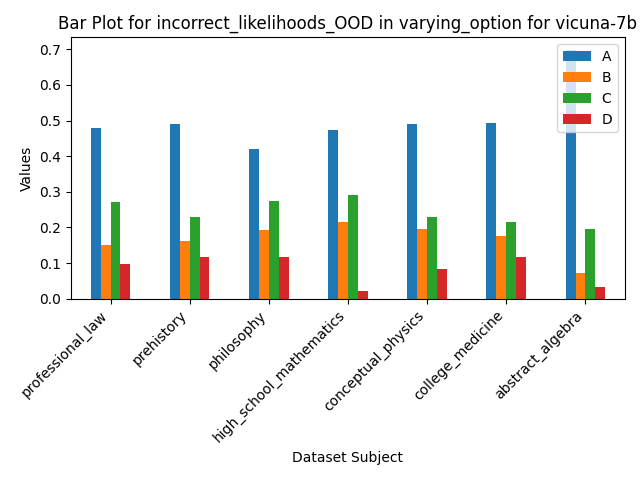 Bar Plot for incorrect_likelihoods_OOD in varying_option for vicuna-7b
A
B
C
D
Values
0.7
0.6
0.5
0.4
0.3
0.2
0.1
0.0
professional_law
prehistory
philosophy
high_school_mathematics
conceptual_physics
college_medicine
abstract_algebra
Dataset Subject